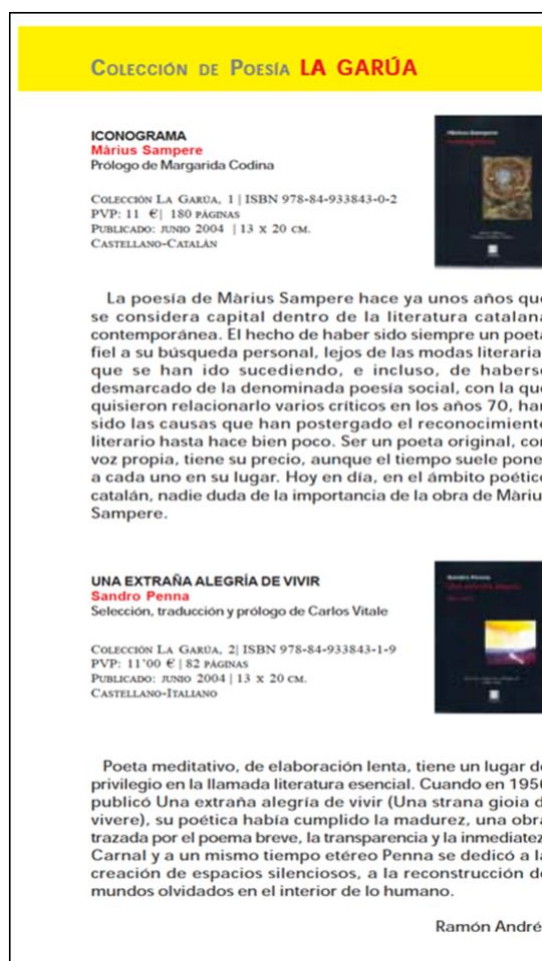 COLECCIÓN DE POESÍA LA GARÚA
ICONOGRAMA
Màrius Sampere
Prólogo de Margarida Codina
COLECCIÓN LA GARÚA, 1 | ISBN 978-84-933843-0-2
PVP: 11 €| 180 PÁGINAS
PUBLICADO: JUNIO 2004 | 13 X 20 CM.
CASTELLANO-CATALÁN
Màrius Sampere
La poesía de Màrius Sampere hace ya unos años que
se considera capital dentro de la literatura catalana
contemporánea. El hecho de haber sido siempre un poeta
fiel a su búsqueda personal, lejos de las modas literaria
que se han ido sucediendo, e incluso, de haberse
desmarcado de la denominada poesía social, con la que
quisieron relacionarlo varios críticos en los años 70, han
sido las causas que han postergado el reconocimiento
literario hasta hace bien poco. Ser un poeta original, con
voz propia, tiene su precio, aunque el tiempo suele pone
a cada uno en su lugar. Hoy en día, en el ámbito poético
catalán, nadie duda de la importancia de la obra de Màriu
Sampere.
UNA EXTRAÑA ALEGRÍA DE VIVIR
Sandro Penna
Selección, traducción y prólogo de Carlos Vitale
COLECCIÓN LA GARÚA, 2| ISBN 978-84-933843-1-9
PVP: 11'00 € | 82 PÁGINAS
PUBLICADO: JUNIO 2004 | 13 X 20 CM.
CASTELLANO-ITALIANO
Sandro Penna
Poeta meditativo, de elaboración lenta, tiene un lugar de
privilegio en la llamada literatura esencial. Cuando en 1956
publicó Una extraña alegría de vivir (Una strana gioia d
vivere), su poética había cumplido la madurez, una obra
trazada por el poema breve, la transparencia y la inmediatez
Carnal y a un mismo tiempo etéreo Penna se dedicó a la
creación de espacios silenciosos, a la reconstrucción de
mundos olvidados en el interior de lo humano.
Ramón André